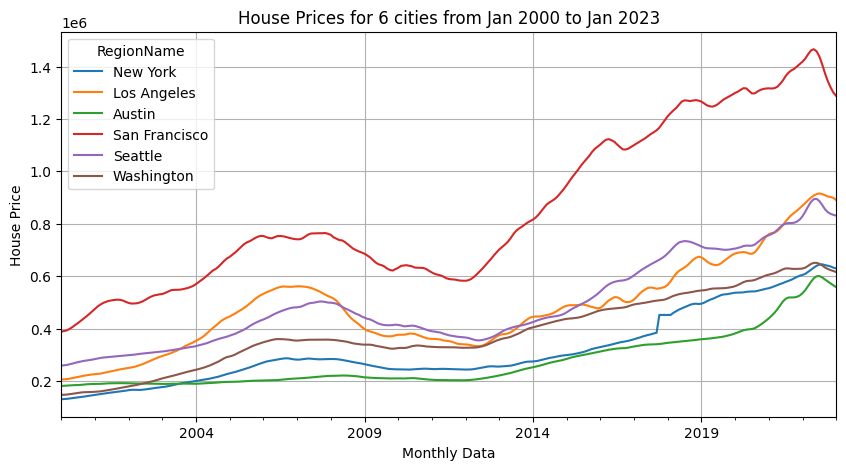 House Prices for 6 cities from Jan 2000 to Jan 2023
1e6
RegionName
New York
Los Angeles
Austin
San Francisco
Seattle
Washington
House Price
1.4
1.2
1.0
0.8
0.6
0.4
0.2
2004 2009 2014 2019
Monthly Data